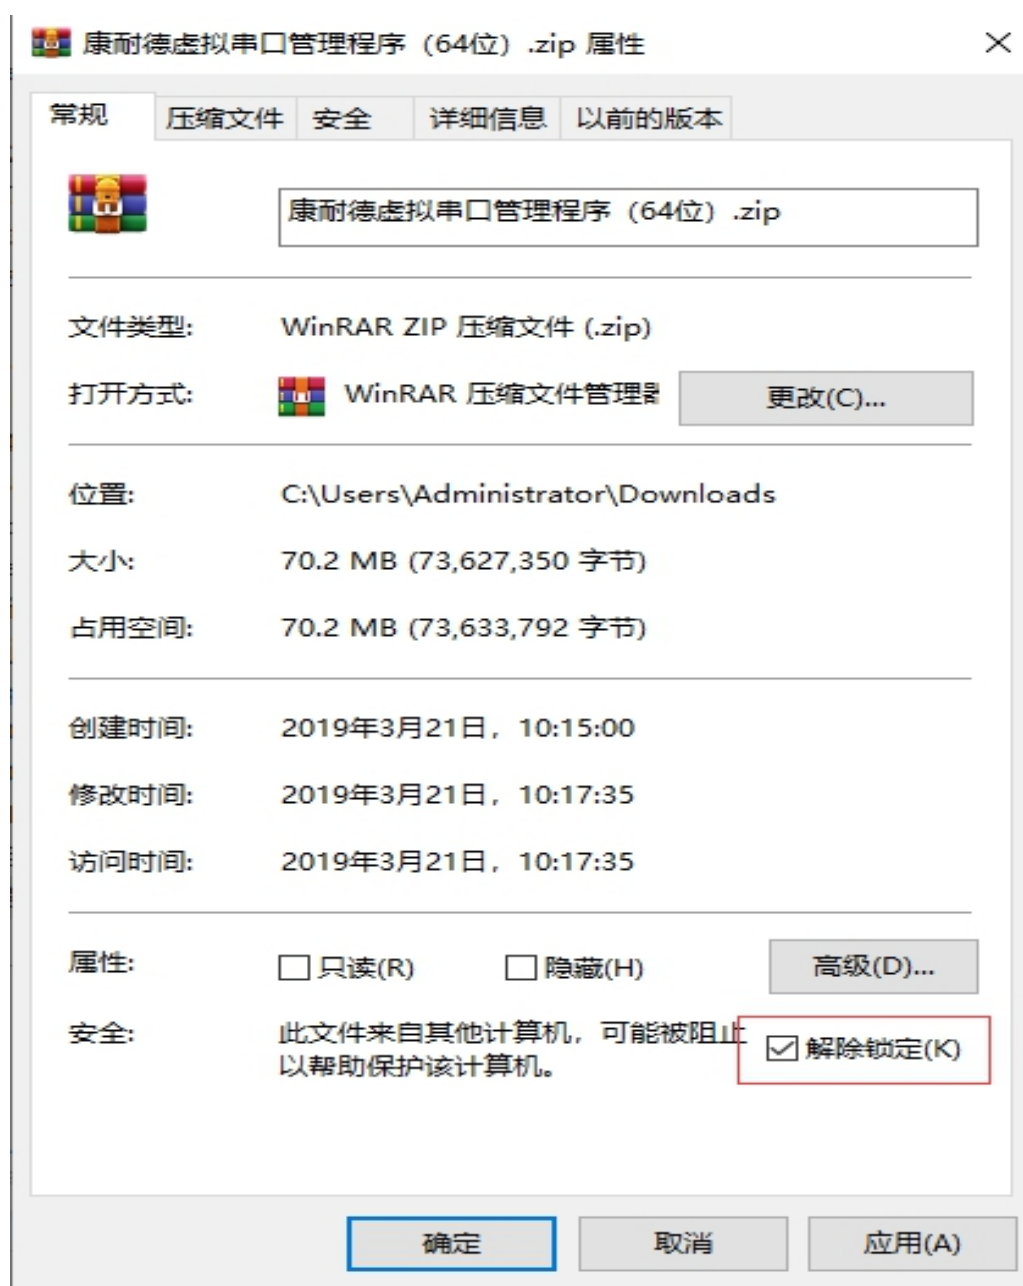 康耐德虚拟串口管理程序（64位）.zip 属性
常规 压缩文件 安全 详细信息 以前的版本
康耐德虚拟串口管理程序（64位）.zip
文件类型: WinRAR ZIP 压缩文件 (.zip)
打开方式: WinRAR 压缩文件管理器 更改(C)...
位置: C:\Users\Administrator\Downloads
大小: 70.2 MB (73,627,350 字节)
占用空间: 70.2 MB (73,633,792 字节)
创建时间: 2019年3月21日，10:15:00
修改时间: 2019年3月21日，10:17:35
访问时间: 2019年3月21日，10:17:35
属性: 只读(R) 隐藏(H) 高级(D)...
安全: 此文件来自其他计算机，可能被阻止
以帮助保护该计算机。 解除锁定(K)
确定 取消 应用(A)